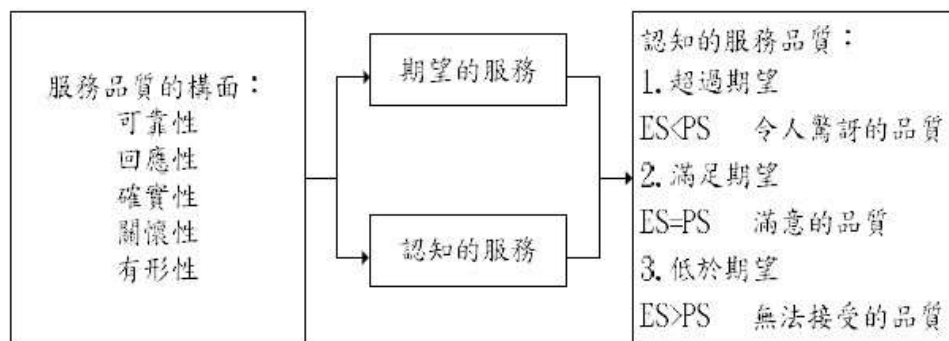 服務品質的構面：
可靠性
回應性
確實性
關懷性
有形性
期望的服務
認知的服務
認知的服務品質：
1.超過期望
ES<PS 令人驚訝的品質
2.滿足期望
ES=PS 滿意的品質
3.低於期望
ES>PS 無法接受的品質